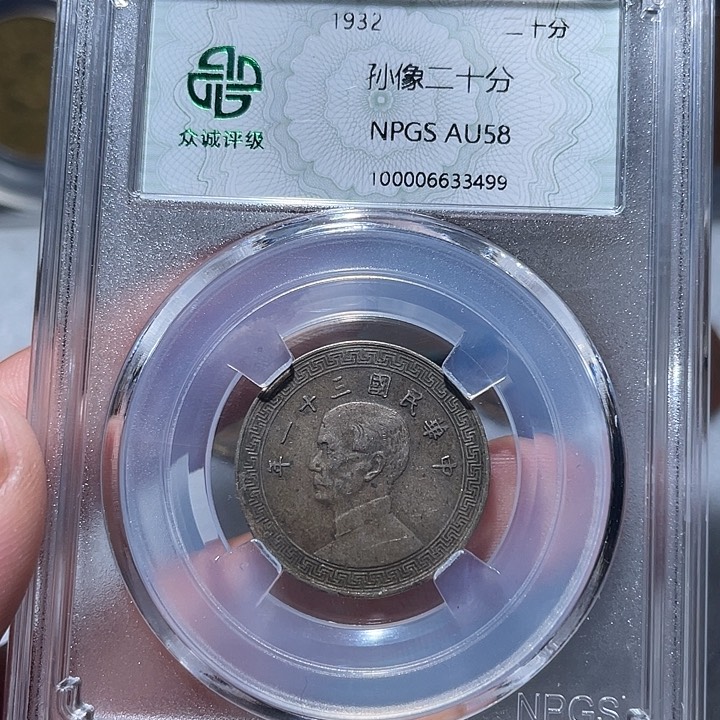 1932 二十分
孙像二十分
NPGS AU58
100006633499
众诚评级
年一十三國民華中
NPGS